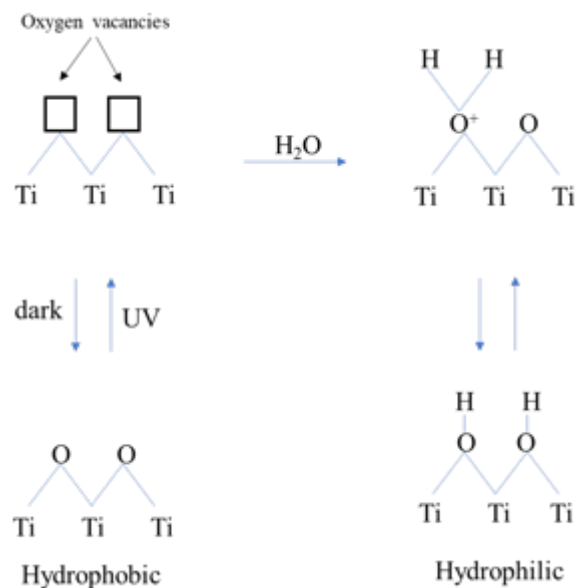 Oxygen vacancies
Ti Ti Ti
H₂O
H H
O⁺ O
Ti Ti Ti
dark
UV
O O
Ti Ti Ti
Hydrophobic
H H
O O
Ti Ti Ti
Hydrophilic